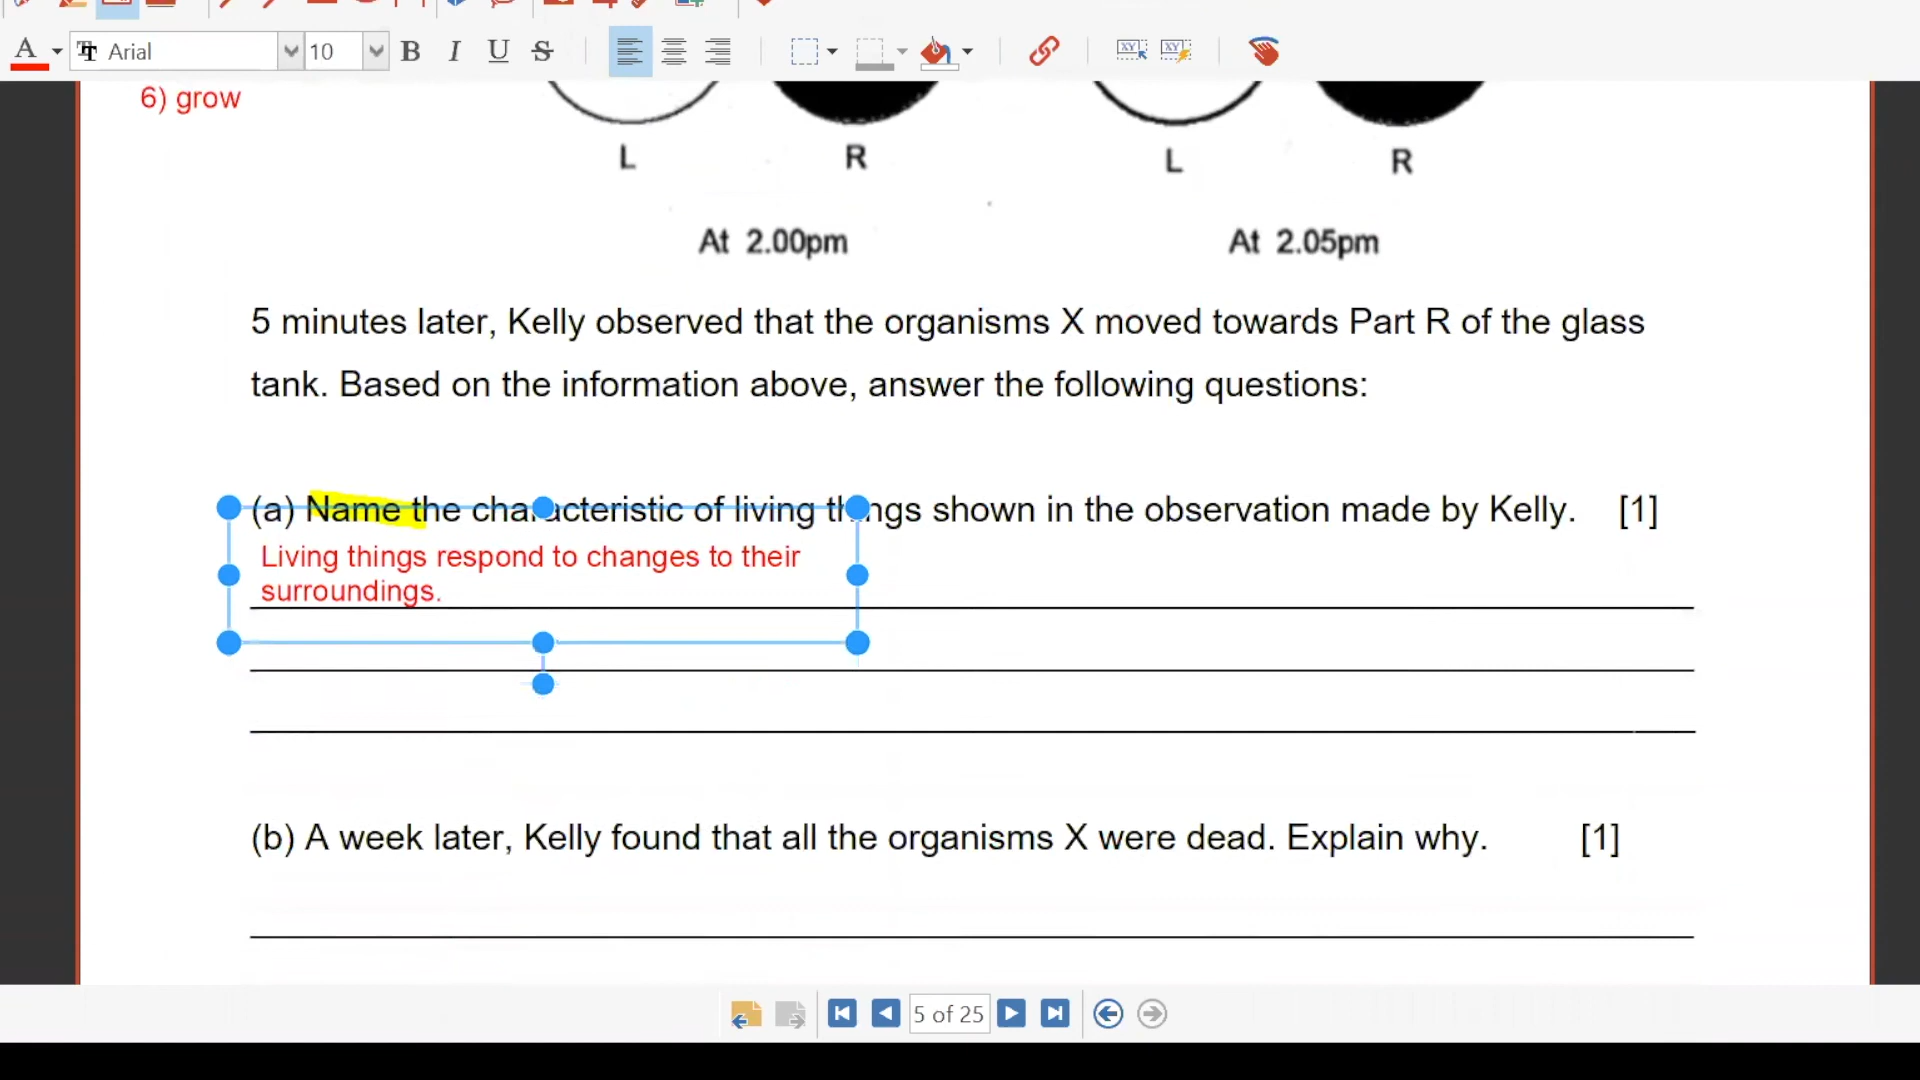 A Arial 10 B I U S
6) grow
L R L R
At 2.00pm At 2.05pm
5 minutes later, Kelly observed that the organisms X moved towards Part R of the glass
tank. Based on the information above, answer the following questions:
(a) Name the characteristic of living things shown in the observation made by Kelly. [1]
Living things respond to changes to their
surroundings.
(b) A week later, Kelly found that all the organisms X were dead. Explain why. [1]
5 of 25